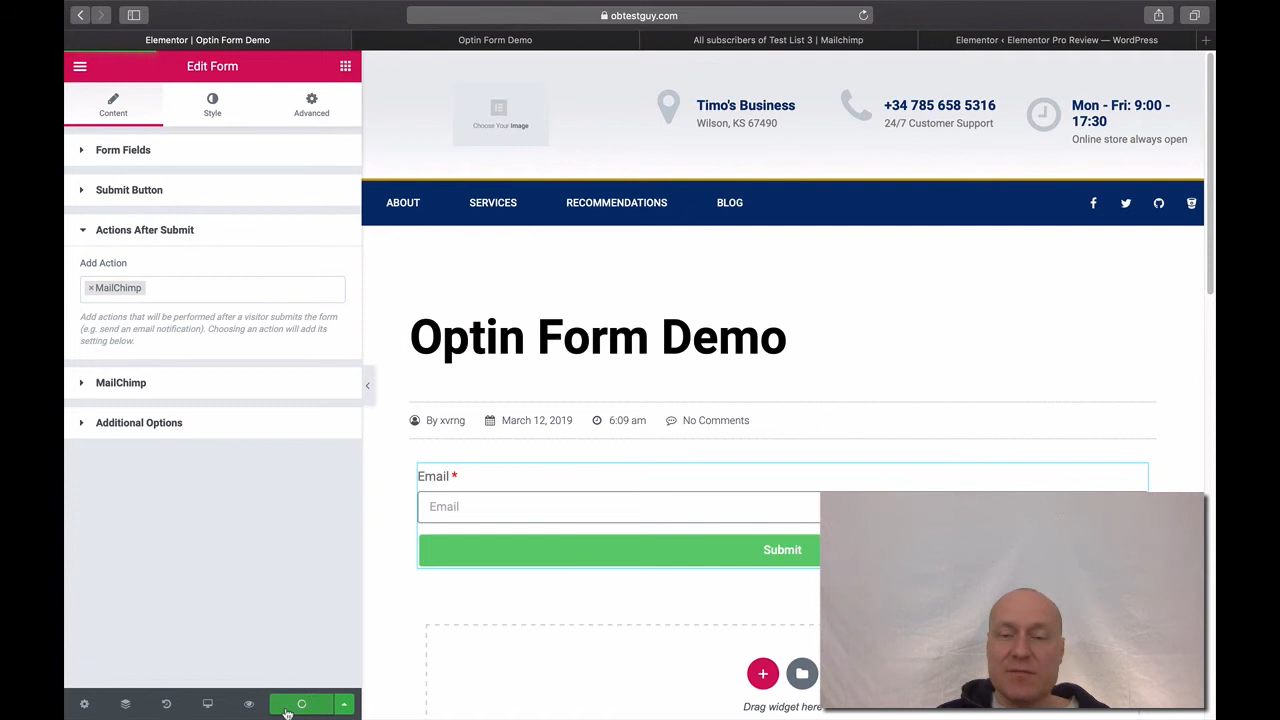 obtestguy.com
Elementor | Optin Form Demo
Optin Form Demo
All subscribers of Test List 3 | Mailchimp
Elementor ‹ Elementor Pro Review — WordPress
Edit Form
Content
Style
Advanced
Form Fields
Submit Button
Actions After Submit
Add Action
× MailChimp
Add actions that will be performed after a visitor submits the form
(e.g. send an email notification). Choosing an action will add its
setting below.
MailChimp
Additional Options
Choose Your Image
Timo's Business
Wilson, KS 67490
+34 785 658 5316
24/7 Customer Support
Mon - Fri: 9:00 -
17:30
Online store always open
ABOUT
SERVICES
RECOMMENDATIONS
BLOG
Optin Form Demo
By xvrng
March 12, 2019
6:09 am
No Comments
Email *
Email
Submit
Drag widget here